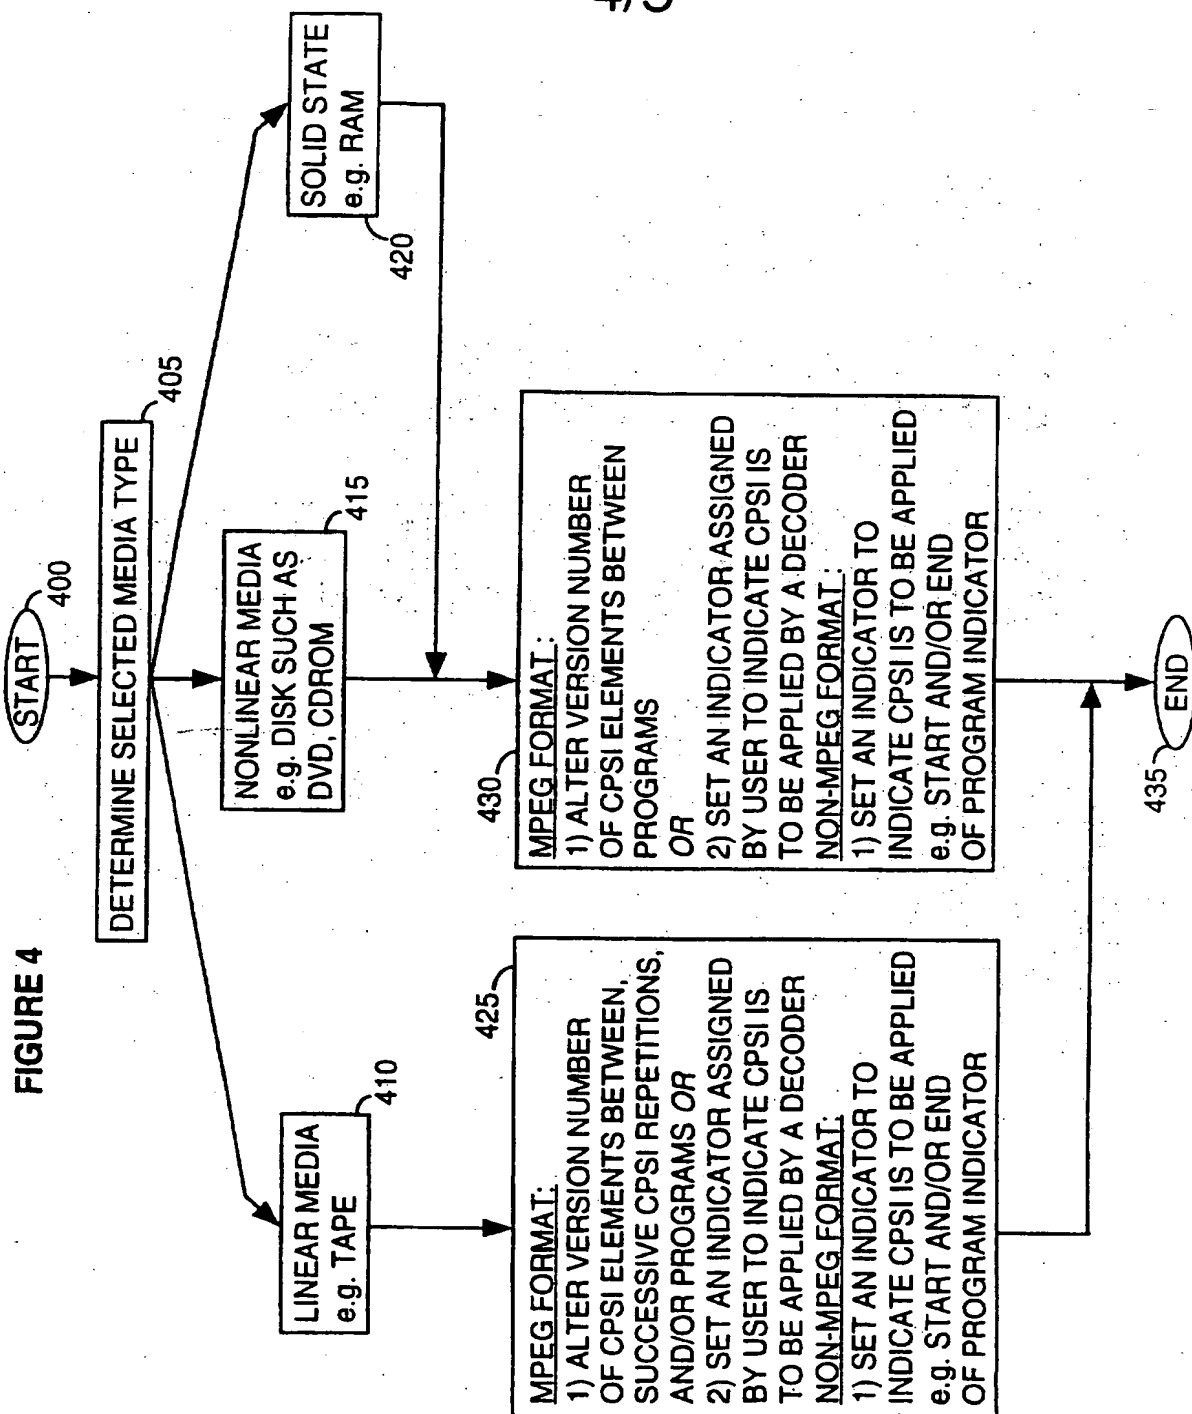 4/5
FIGURE 4
START
400
DETERMINE SELECTED MEDIA TYPE
405
LINEAR MEDIA
e.g. TAPE
410
NONLINEAR MEDIA
e.g. DISK SUCH AS
DVD, CDROM
415
SOLID STATE
e.g. RAM
420
425
MPEG FORMAT:
1) ALTER VERSION NUMBER
OF CPSI ELEMENTS BETWEEN,
SUCCESSIVE CPSI REPETITIONS,
AND/OR PROGRAMS OR
2) SET AN INDICATOR ASSIGNED
BY USER TO INDICATE CPSI IS
TO BE APPLIED BY A DECODER
NON-MPEG FORMAT:
1) SET AN INDICATOR TO
INDICATE CPSI IS TO BE APPLIED
e.g. START AND/OR END
OF PROGRAM INDICATOR
430
MPEG FORMAT:
1) ALTER VERSION NUMBER
OF CPSI ELEMENTS BETWEEN
PROGRAMS
OR
2) SET AN INDICATOR ASSIGNED
BY USER TO INDICATE CPSI IS
TO BE APPLIED BY A DECODER
NON-MPEG FORMAT:
1) SET AN INDICATOR TO
INDICATE CPSI IS TO BE APPLIED
e.g. START AND/OR END
OF PROGRAM INDICATOR
435
END